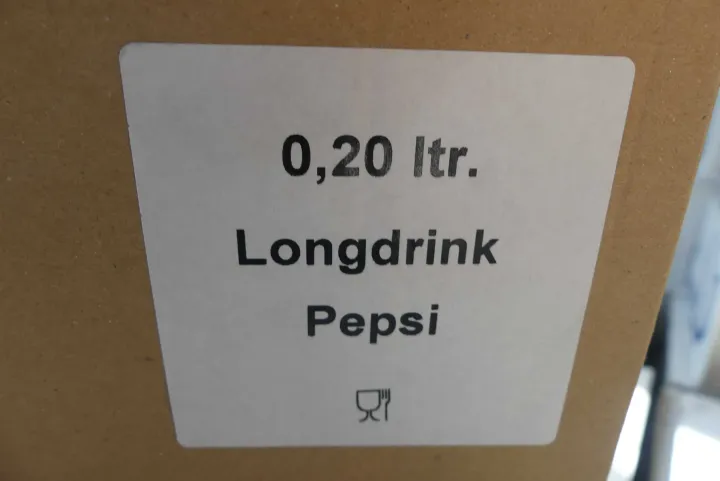 0,20 ltr.
Longdrink
Pepsi